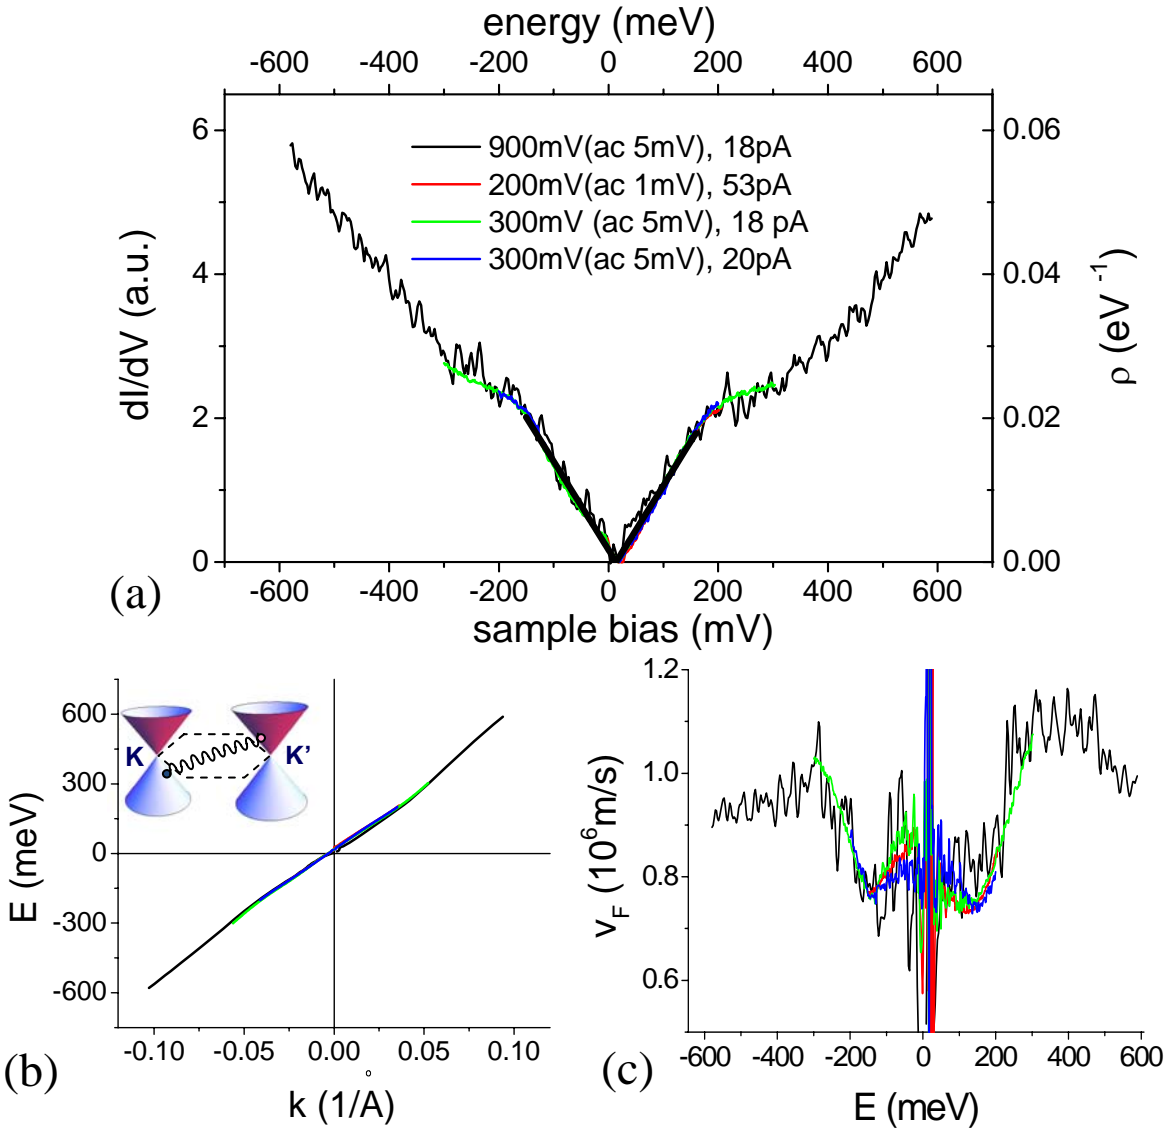 energy (meV)
-600 -400 -200 0 200 400 600
6
4
2
0
dI/dV (a.u.)
900mV(ac 5mV), 18pA
200mV(ac 1mV), 53pA
300mV (ac 5mV), 18 pA
300mV(ac 5mV), 20pA
0.06
0.04
0.02
0.00
ρ (eV⁻¹)
-600 -400 -200 0 200 400 600
(a)
sample bias (mV)
600
300
0
-300
-600
E (meV)
K
K'
-0.10 -0.05 0.00 0.05 0.10
(b)
k (1/Å)
1.2
1.0
0.8
0.6
v_F (10⁶m/s)
-600 -400 -200 0 200 400 600
(c)
E (meV)